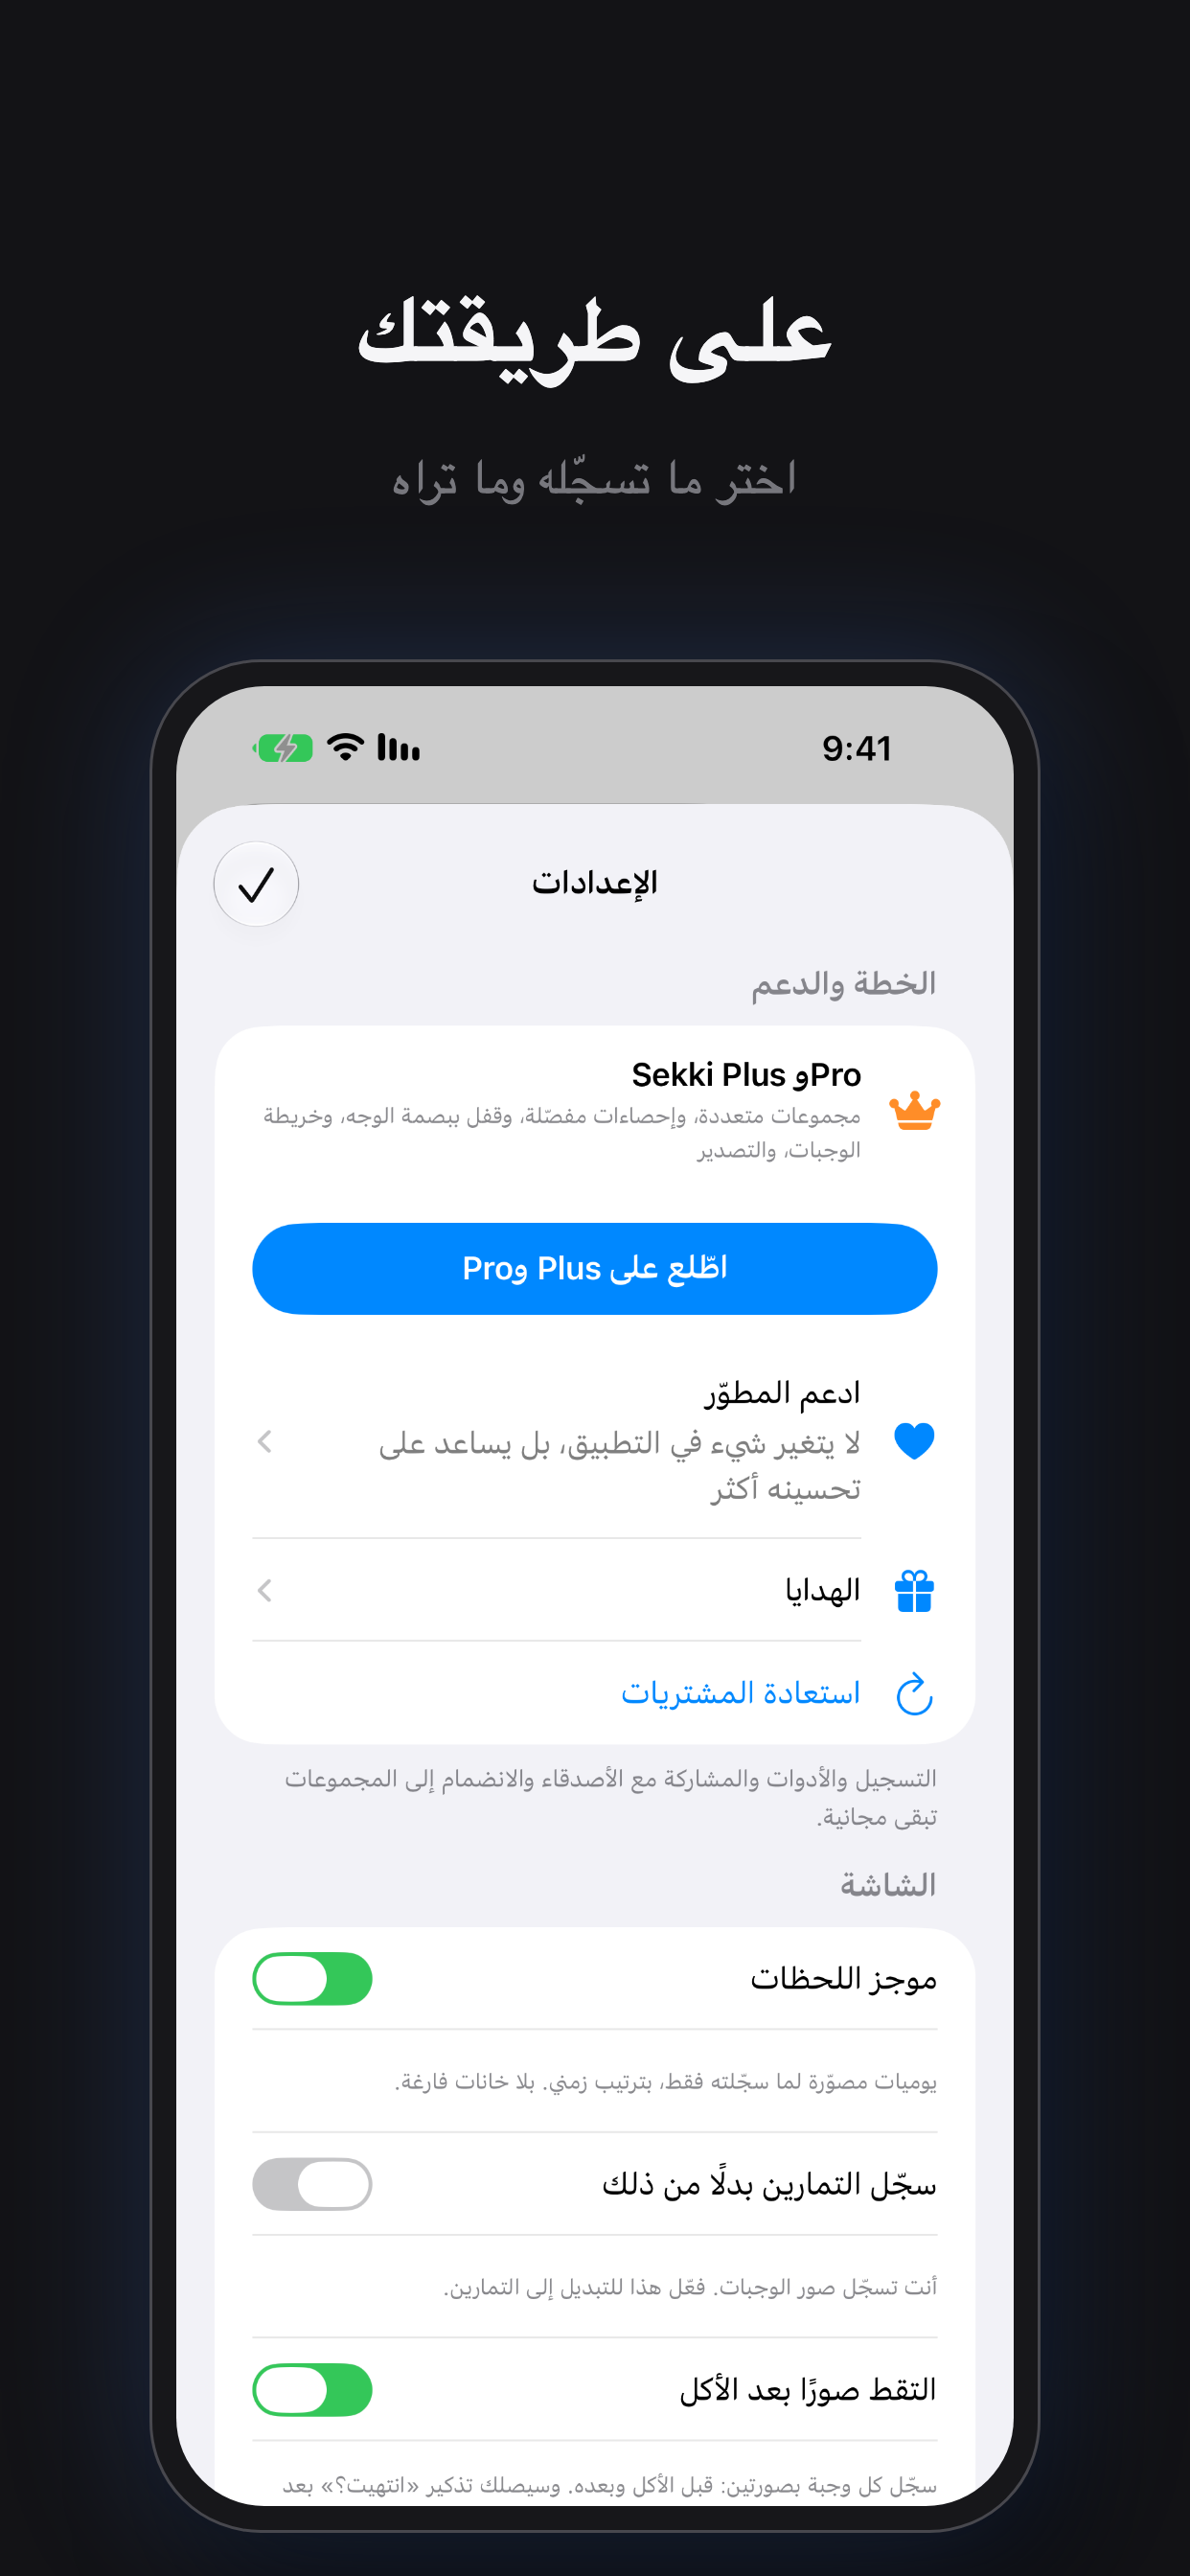 على طريقتك
اختر ما تسجّله وما تراه
9:41
الإعدادات
الخطة والدعم
Sekki Plus وPro
مجموعات متعددة، وإحصاءات مفصّلة، وقفل ببصمة الوجه، وخريطة
الوجبات، والتصدير
اطّلع على Plus وPro
ادعم المطوّر
لا يتغير شيء في التطبيق، بل يساعد على
تحسينه أكثر
الهدايا
استعادة المشتريات
التسجيل والأدوات والمشاركة مع الأصدقاء والانضمام إلى المجموعات
تبقى مجانية.
الشاشة
موجز اللحظات
يوميات مصوّرة لما سجّلته فقط، بترتيب زمني. بلا خانات فارغة.
سجّل التمارين بدلًا من ذلك
أنت تسجّل صور الوجبات. فعّل هذا للتبديل إلى التمارين.
التقط صورًا بعد الأكل
سجّل كل وجبة بصورتين: قبل الأكل وبعده. وسيصلك تذكير «انتهيت؟» بعد